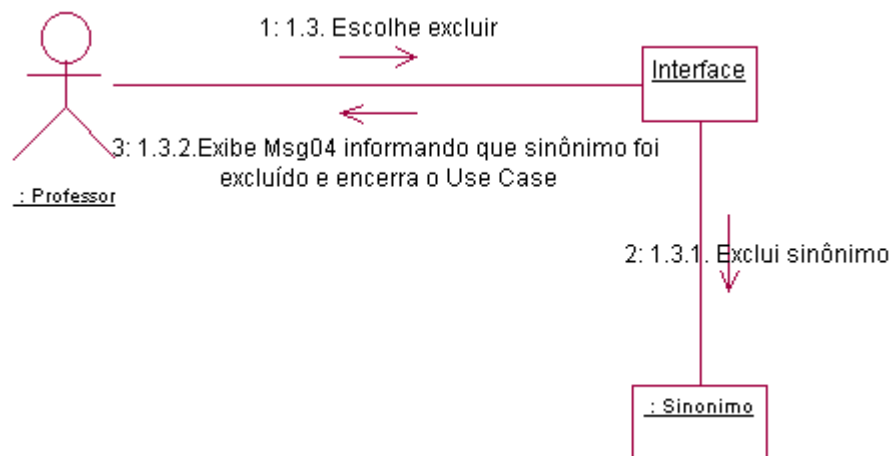 1: 1.3. Escolhe excluir
Interface
3: 1.3.2.Exibe Msg04 informando que sinônimo foi
excluído e encerra o Use Case
: Professor
2: 1.3.1. Exclui sinônimo
: Sinonimo